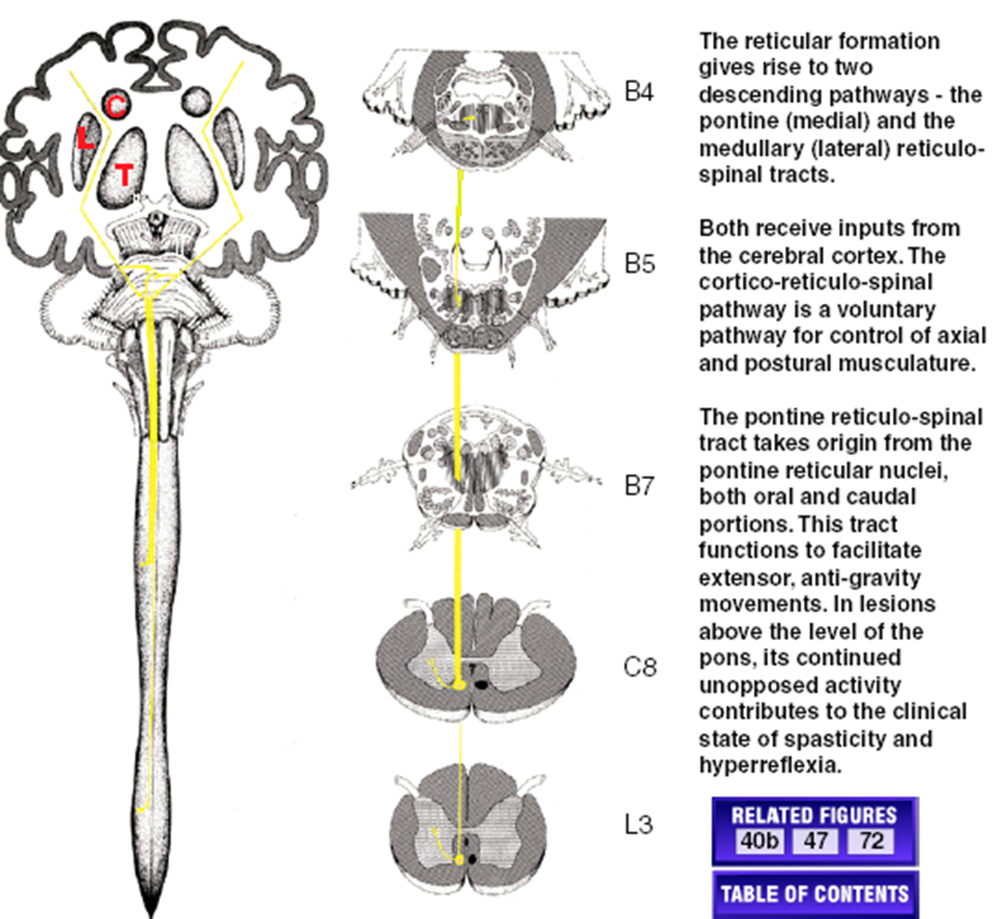 C
L
T
B4
B5
B7
C8
L3
The reticular formation
gives rise to two
descending pathways - the
pontine (medial) and the
medullary (lateral) reticulo-
spinal tracts.
Both receive inputs from
the cerebral cortex. The
cortico-reticulo-spinal
pathway is a voluntary
pathway for control of axial
and postural musculature.
The pontine reticulo-spinal
tract takes origin from the
pontine reticular nuclei,
both oral and caudal
portions. This tract
functions to facilitate
extensor, anti-gravity
movements. In lesions
above the level of the
pons, its continued
unopposed activity
contributes to the clinical
state of spasticity and
hyperreflexia.
RELATED FIGURES
40b 47 72
TABLE OF CONTENTS